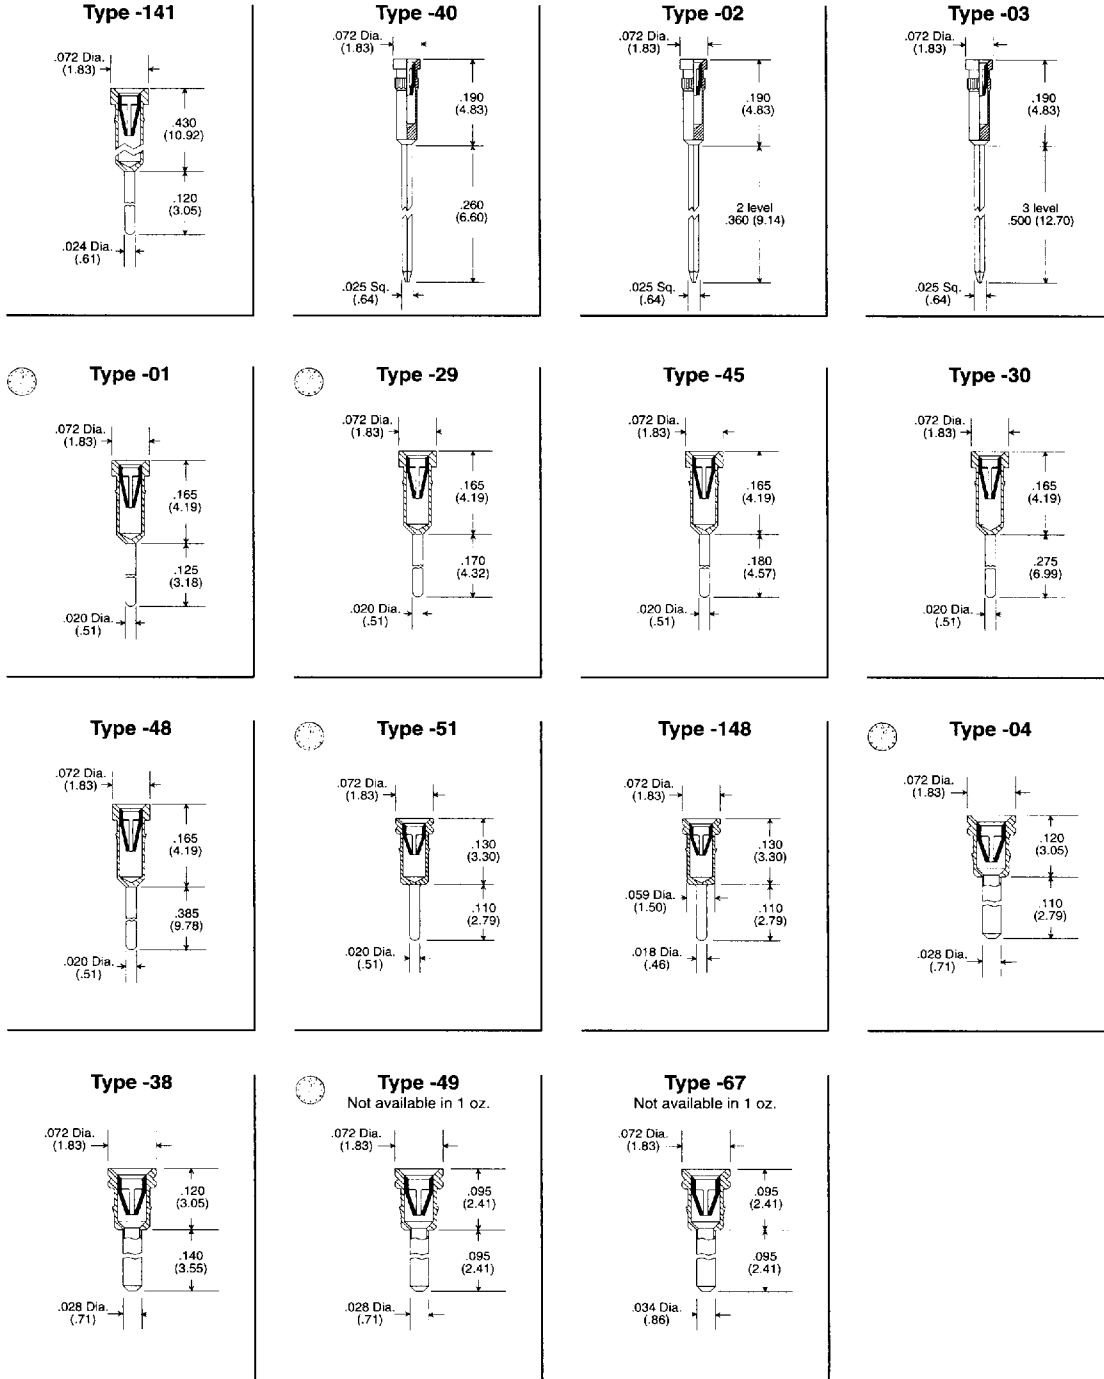 Type -141
.072 Dia.
(1.83)
.430
(10.92)
.120
(3.05)
.024 Dia.
(.61)
Type -40
.072 Dia.
(1.83)
.190
(4.83)
.260
(6.60)
.025 Sq.
(.64)
Type -02
.072 Dia.
(1.83)
.190
(4.83)
2 level
.360 (9.14)
.025 Sq.
(.64)
Type -03
.072 Dia.
(1.83)
.190
(4.83)
3 level
.500 (12.70)
.025 Sq.
(.64)
Type -01
.072 Dia.
(1.83)
.165
(4.19)
.125
(3.18)
.020 Dia.
(.51)
Type -29
.072 Dia.
(1.83)
.165
(4.19)
.170
(4.32)
.020 Dia.
(.51)
Type -45
.072 Dia.
(1.83)
.165
(4.19)
.180
(4.57)
.020 Dia.
(.51)
Type -30
.072 Dia.
(1.83)
.165
(4.19)
.275
(6.99)
.020 Dia.
(.51)
Type -48
.072 Dia.
(1.83)
.165
(4.19)
.385
(9.78)
.020 Dia.
(.51)
Type -51
.072 Dia.
(1.83)
.130
(3.30)
.110
(2.79)
.020 Dia.
(.51)
Type -148
.072 Dia.
(1.83)
.130
(3.30)
.059 Dia.
(1.50)
.110
(2.79)
.018 Dia.
(.46)
Type -04
.072 Dia.
(1.83)
.120
(3.05)
.110
(2.79)
.028 Dia.
(.71)
Type -38
.072 Dia.
(1.83)
.120
(3.05)
.140
(3.55)
.028 Dia.
(.71)
Type -49
Not available in 1 oz.
.072 Dia.
(1.83)
.095
(2.41)
.095
(2.41)
.028 Dia.
(.71)
Type -67
Not available in 1 oz.
.072 Dia.
(1.83)
.095
(2.41)
.095
(2.41)
.034 Dia.
(.86)